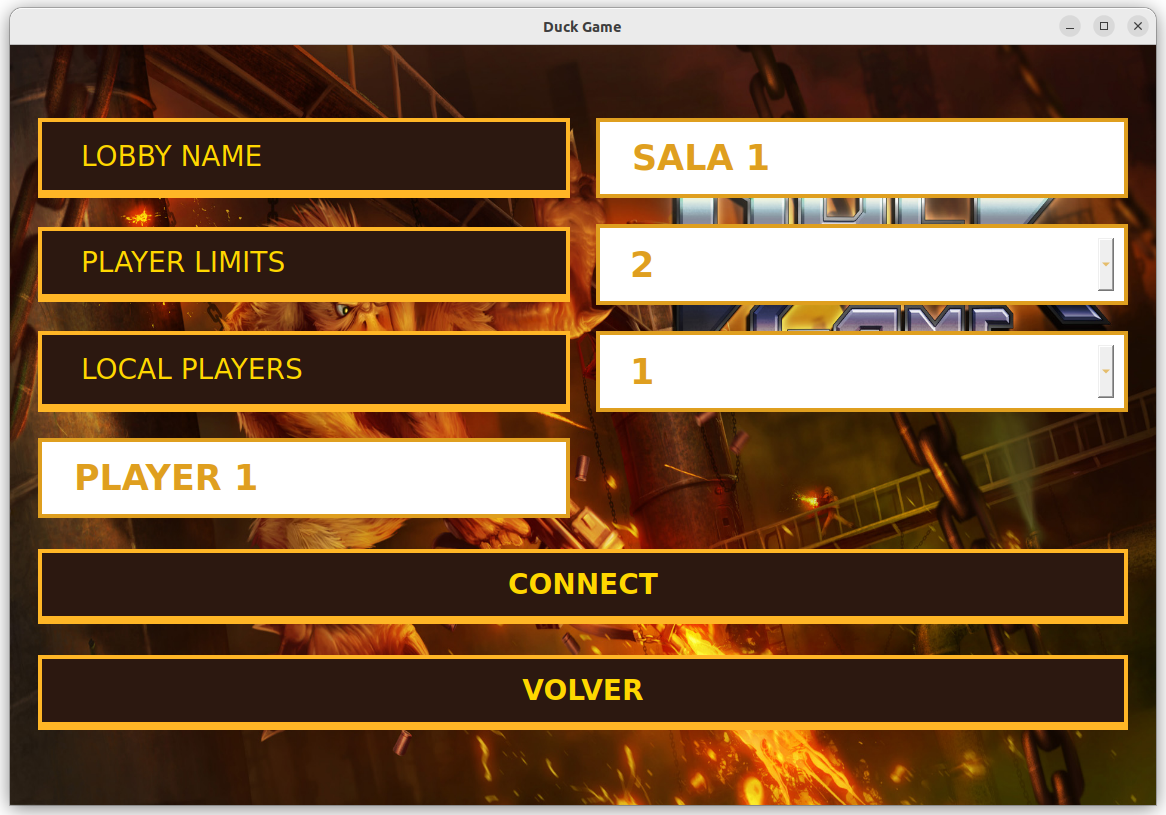 Duck Game
LOBBY NAME
SALA 1
PLAYER LIMITS
2
LOCAL PLAYERS
1
PLAYER 1
CONNECT
VOLVER